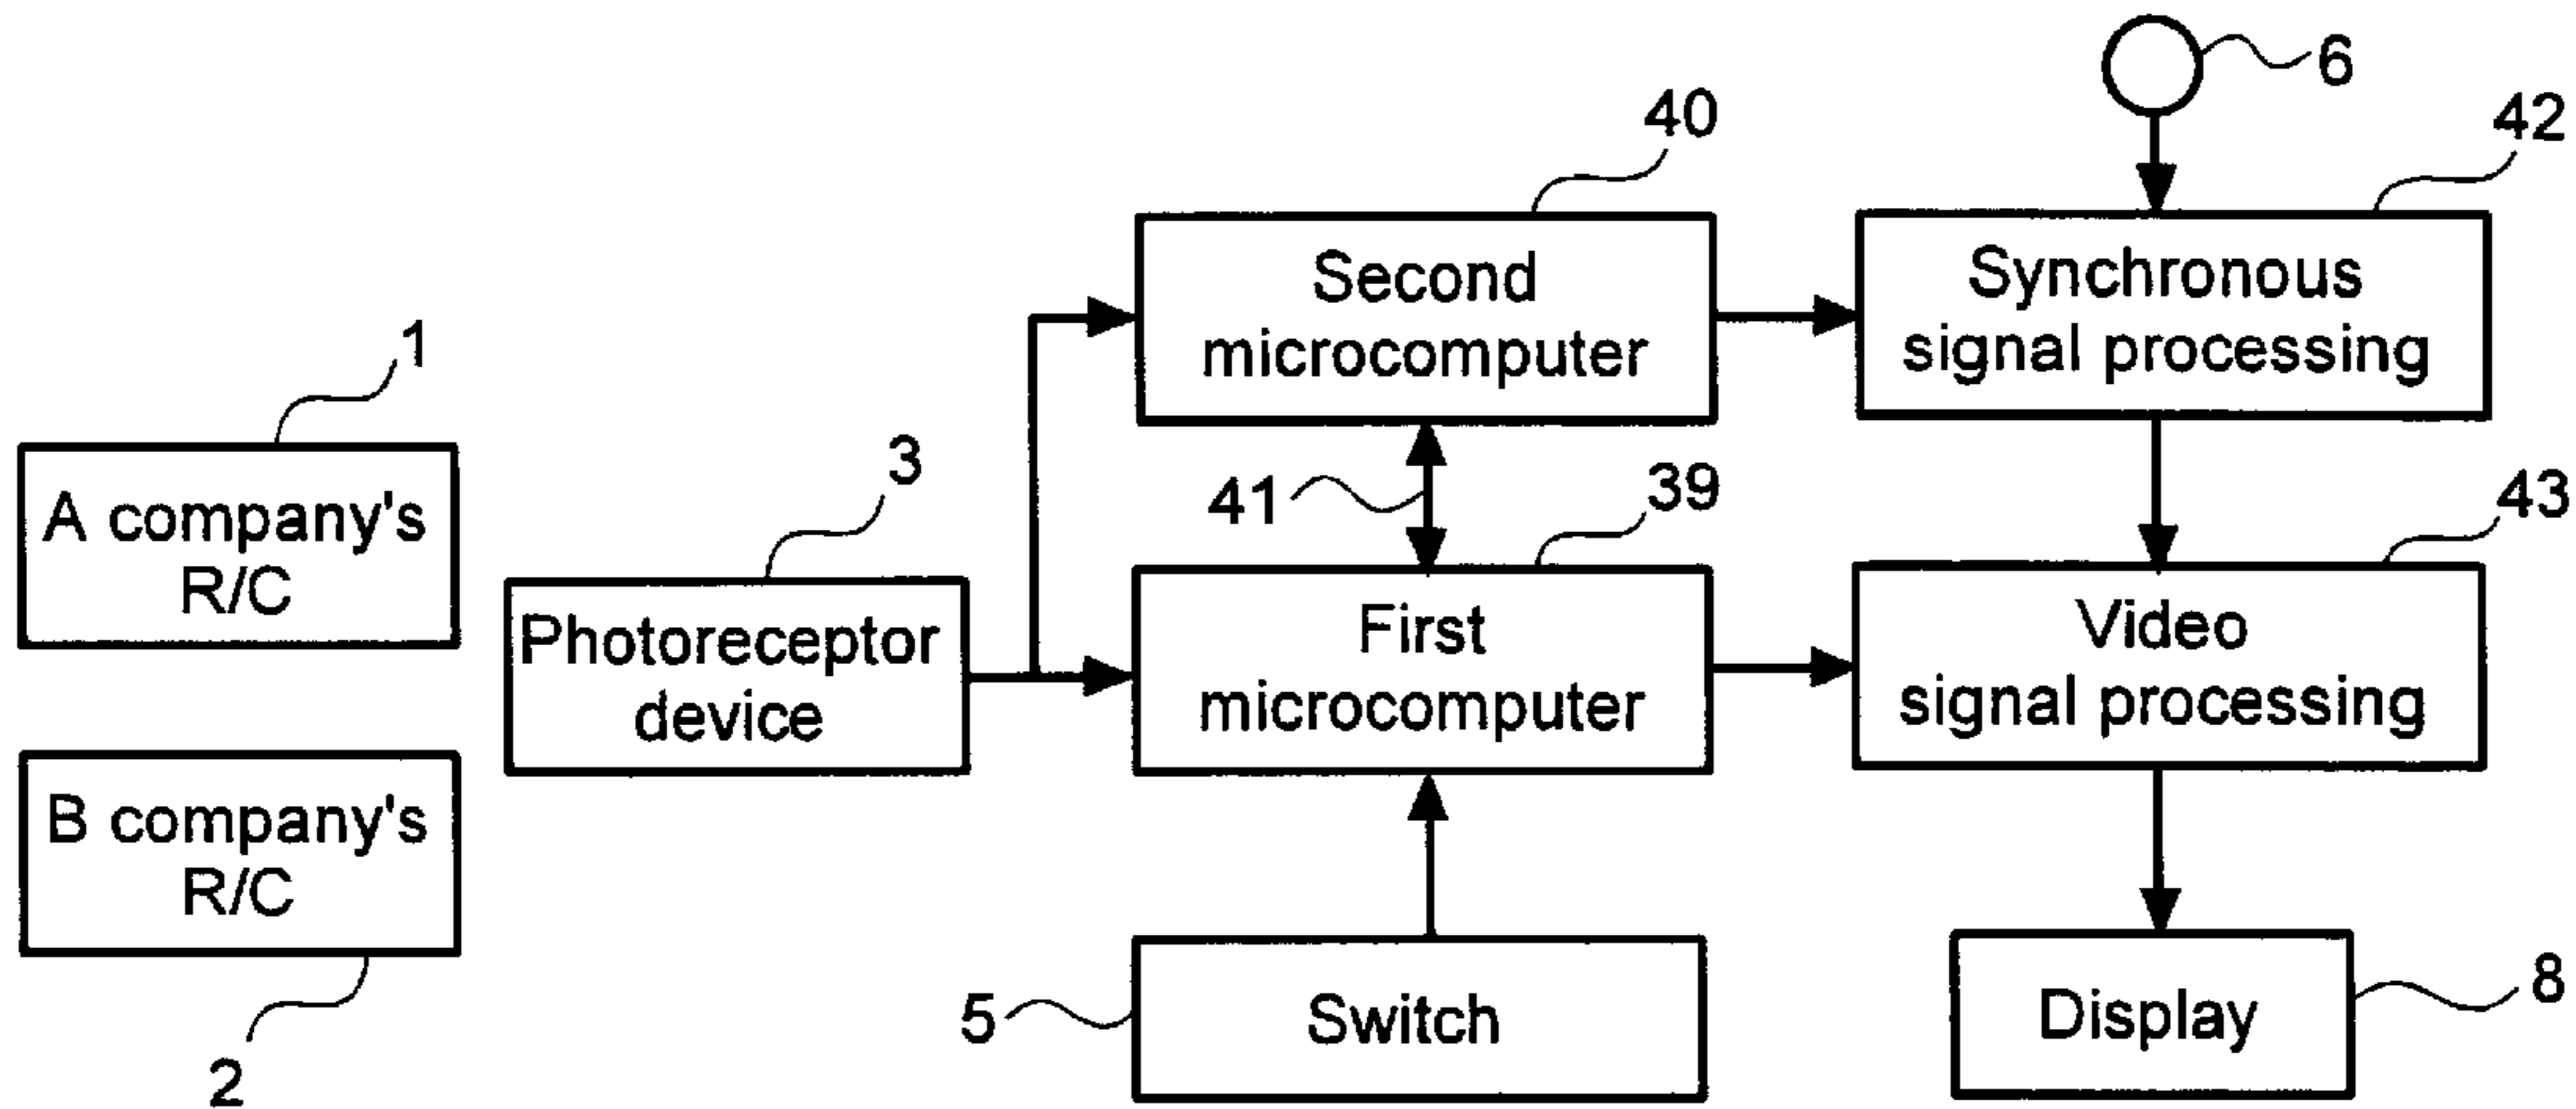 6
40
42
Second
microcomputer
Synchronous
signal processing
1
3
41
39
43
A company's
R/C
Photoreceptor
device
First
microcomputer
Video
signal processing
B company's
R/C
2
5
Switch
Display
8